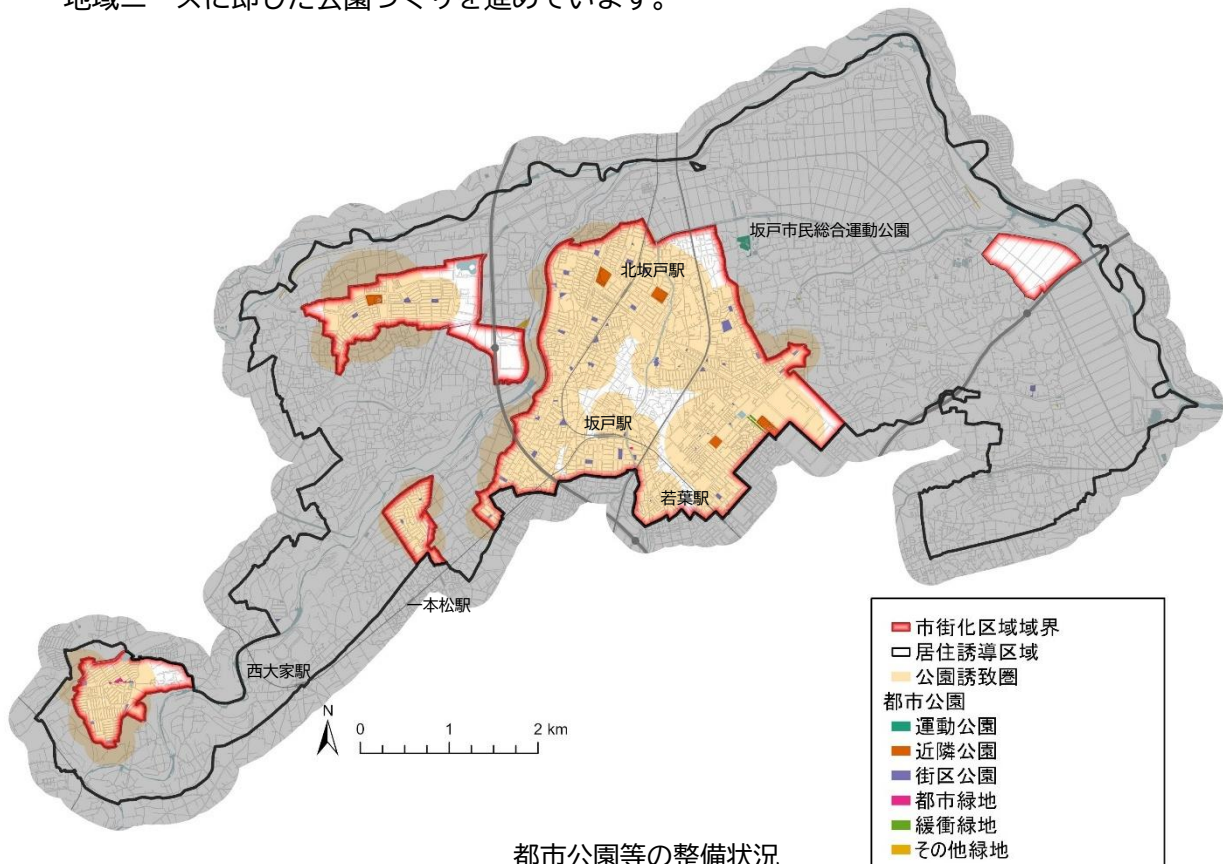 地域ニーズに即した公園づくりを進めています。
坂戸市民総合運動公園
北坂戸駅
坂戸駅
若葉駅
一本松駅
西大家駅
N
0 1 2 km
市街化区域域界
居住誘導区域
公園誘致圏
都市公園
運動公園
近隣公園
街区公園
都市緑地
緩衝緑地
その他緑地
都市公園等の整備状況